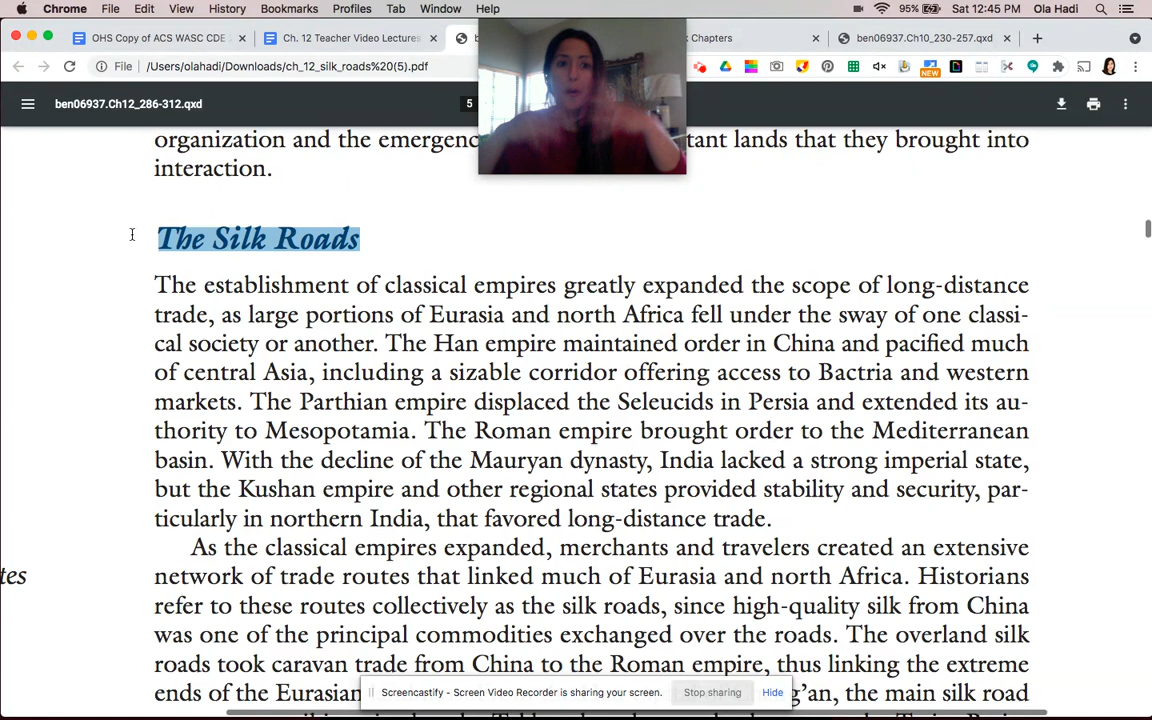 Chrome File Edit View History Bookmarks Profiles Tab Window Help 95% Sat 12:45 PM Ola Hadi
OHS Copy of ACS WASC CDE Ch. 12 Teacher Video Lectures Chapters ben06937.Ch10_230-257.qxd
File /Users/olahadi/Downloads/ch_12_silk_roads%20(5).pdf NEW
ben06937.Ch12_286-312.qxd 5
organization and the emergenc tant lands that they brought into
interaction.
The Silk Roads
The establishment of classical empires greatly expanded the scope of long-distance
trade, as large portions of Eurasia and north Africa fell under the sway of one classi-
cal society or another. The Han empire maintained order in China and pacified much
of central Asia, including a sizable corridor offering access to Bactria and western
markets. The Parthian empire displaced the Seleucids in Persia and extended its au-
thority to Mesopotamia. The Roman empire brought order to the Mediterranean
basin. With the decline of the Mauryan dynasty, India lacked a strong imperial state,
but the Kushan empire and other regional states provided stability and security, par-
ticularly in northern India, that favored long-distance trade.
As the classical empires expanded, merchants and travelers created an extensive
network of trade routes that linked much of Eurasia and north Africa. Historians
tes
refer to these routes collectively as the silk roads, since high-quality silk from China
was one of the principal commodities exchanged over the roads. The overland silk
roads took caravan trade from China to the Roman empire, thus linking the extreme
ends of the Eurasian g'an, the main silk road
Screencastify - Screen Video Recorder is sharing your screen. Stop sharing Hide